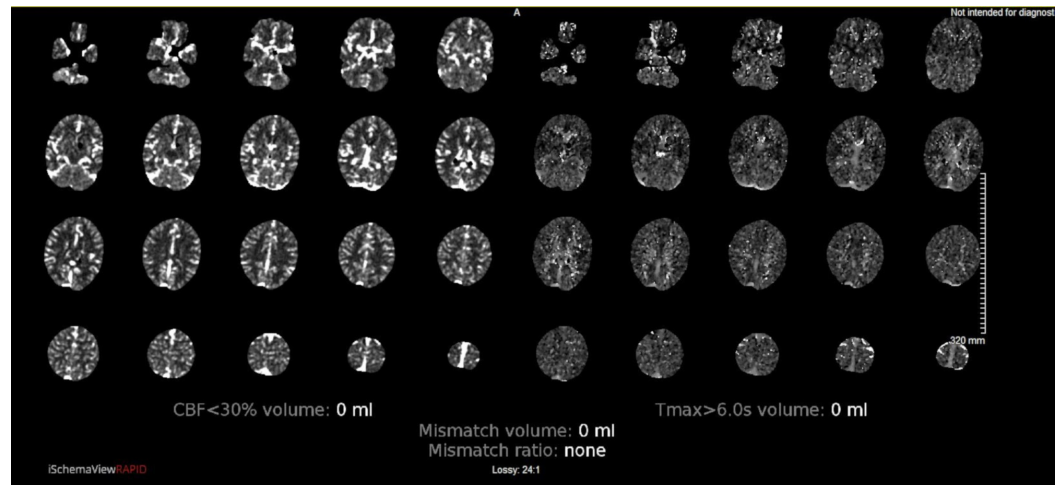 A
Not intended for diagnost
320 mm
CBF<30% volume: 0 ml
Tmax>6.0s volume: 0 ml
Mismatch volume: 0 ml
Mismatch ratio: none
iSchemaViewRAPID
Lossy: 24:1